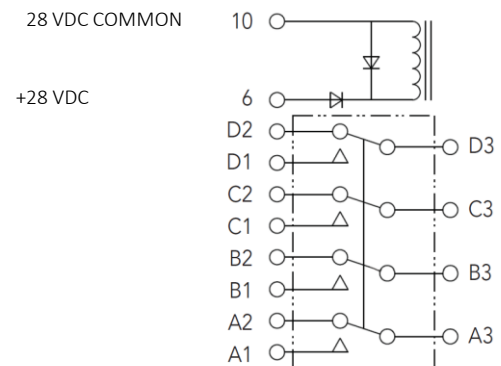 28 VDC COMMON 10
+28 VDC 6
D2
D3
D1
C2
C3
C1
B2
B3
B1
A2
A3
A1